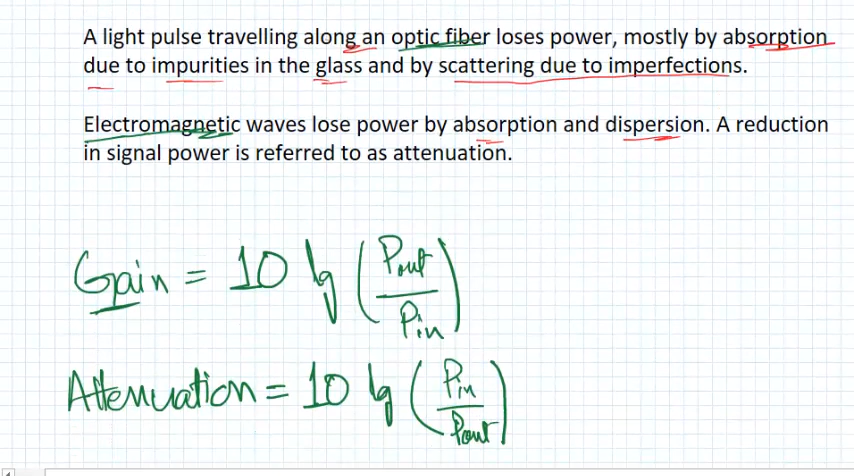 A light pulse travelling along an optic fiber loses power, mostly by absorption
due to impurities in the glass and by scattering due to imperfections.
Electromagnetic waves lose power by absorption and dispersion. A reduction
in signal power is referred to as attenuation.
Gain = 10 lg (Pout/Pin)
Attenuation = 10 lg (Pin/Pout)